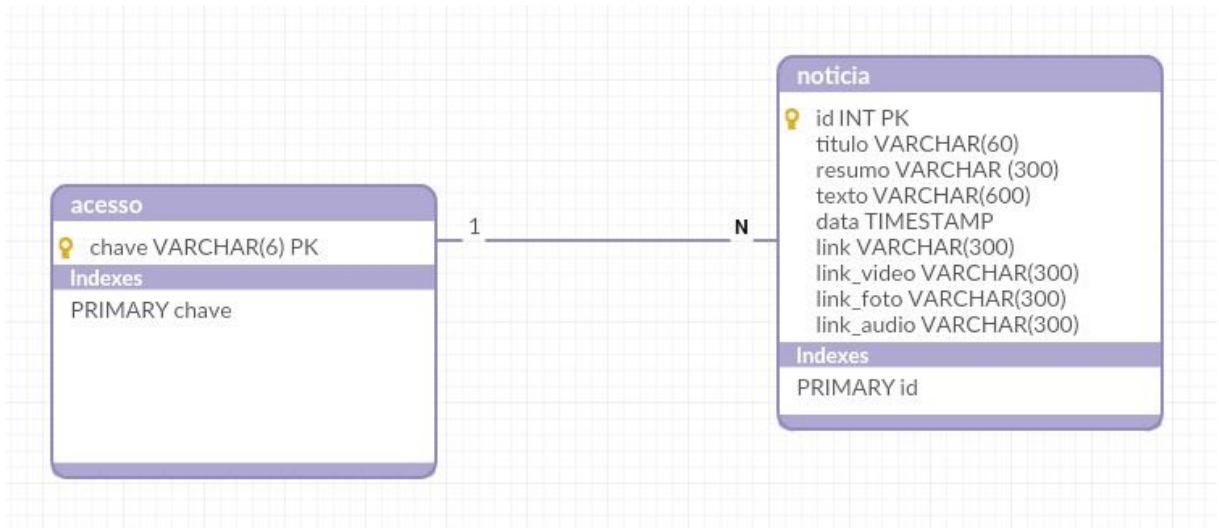 acesso
chave VARCHAR(6) PK
Indexes
PRIMARY chave
1
N
noticia
id INT PK
titulo VARCHAR(60)
resumo VARCHAR (300)
texto VARCHAR(600)
data TIMESTAMP
link VARCHAR(300)
link_video VARCHAR(300)
link_foto VARCHAR(300)
link_audio VARCHAR(300)
Indexes
PRIMARY id